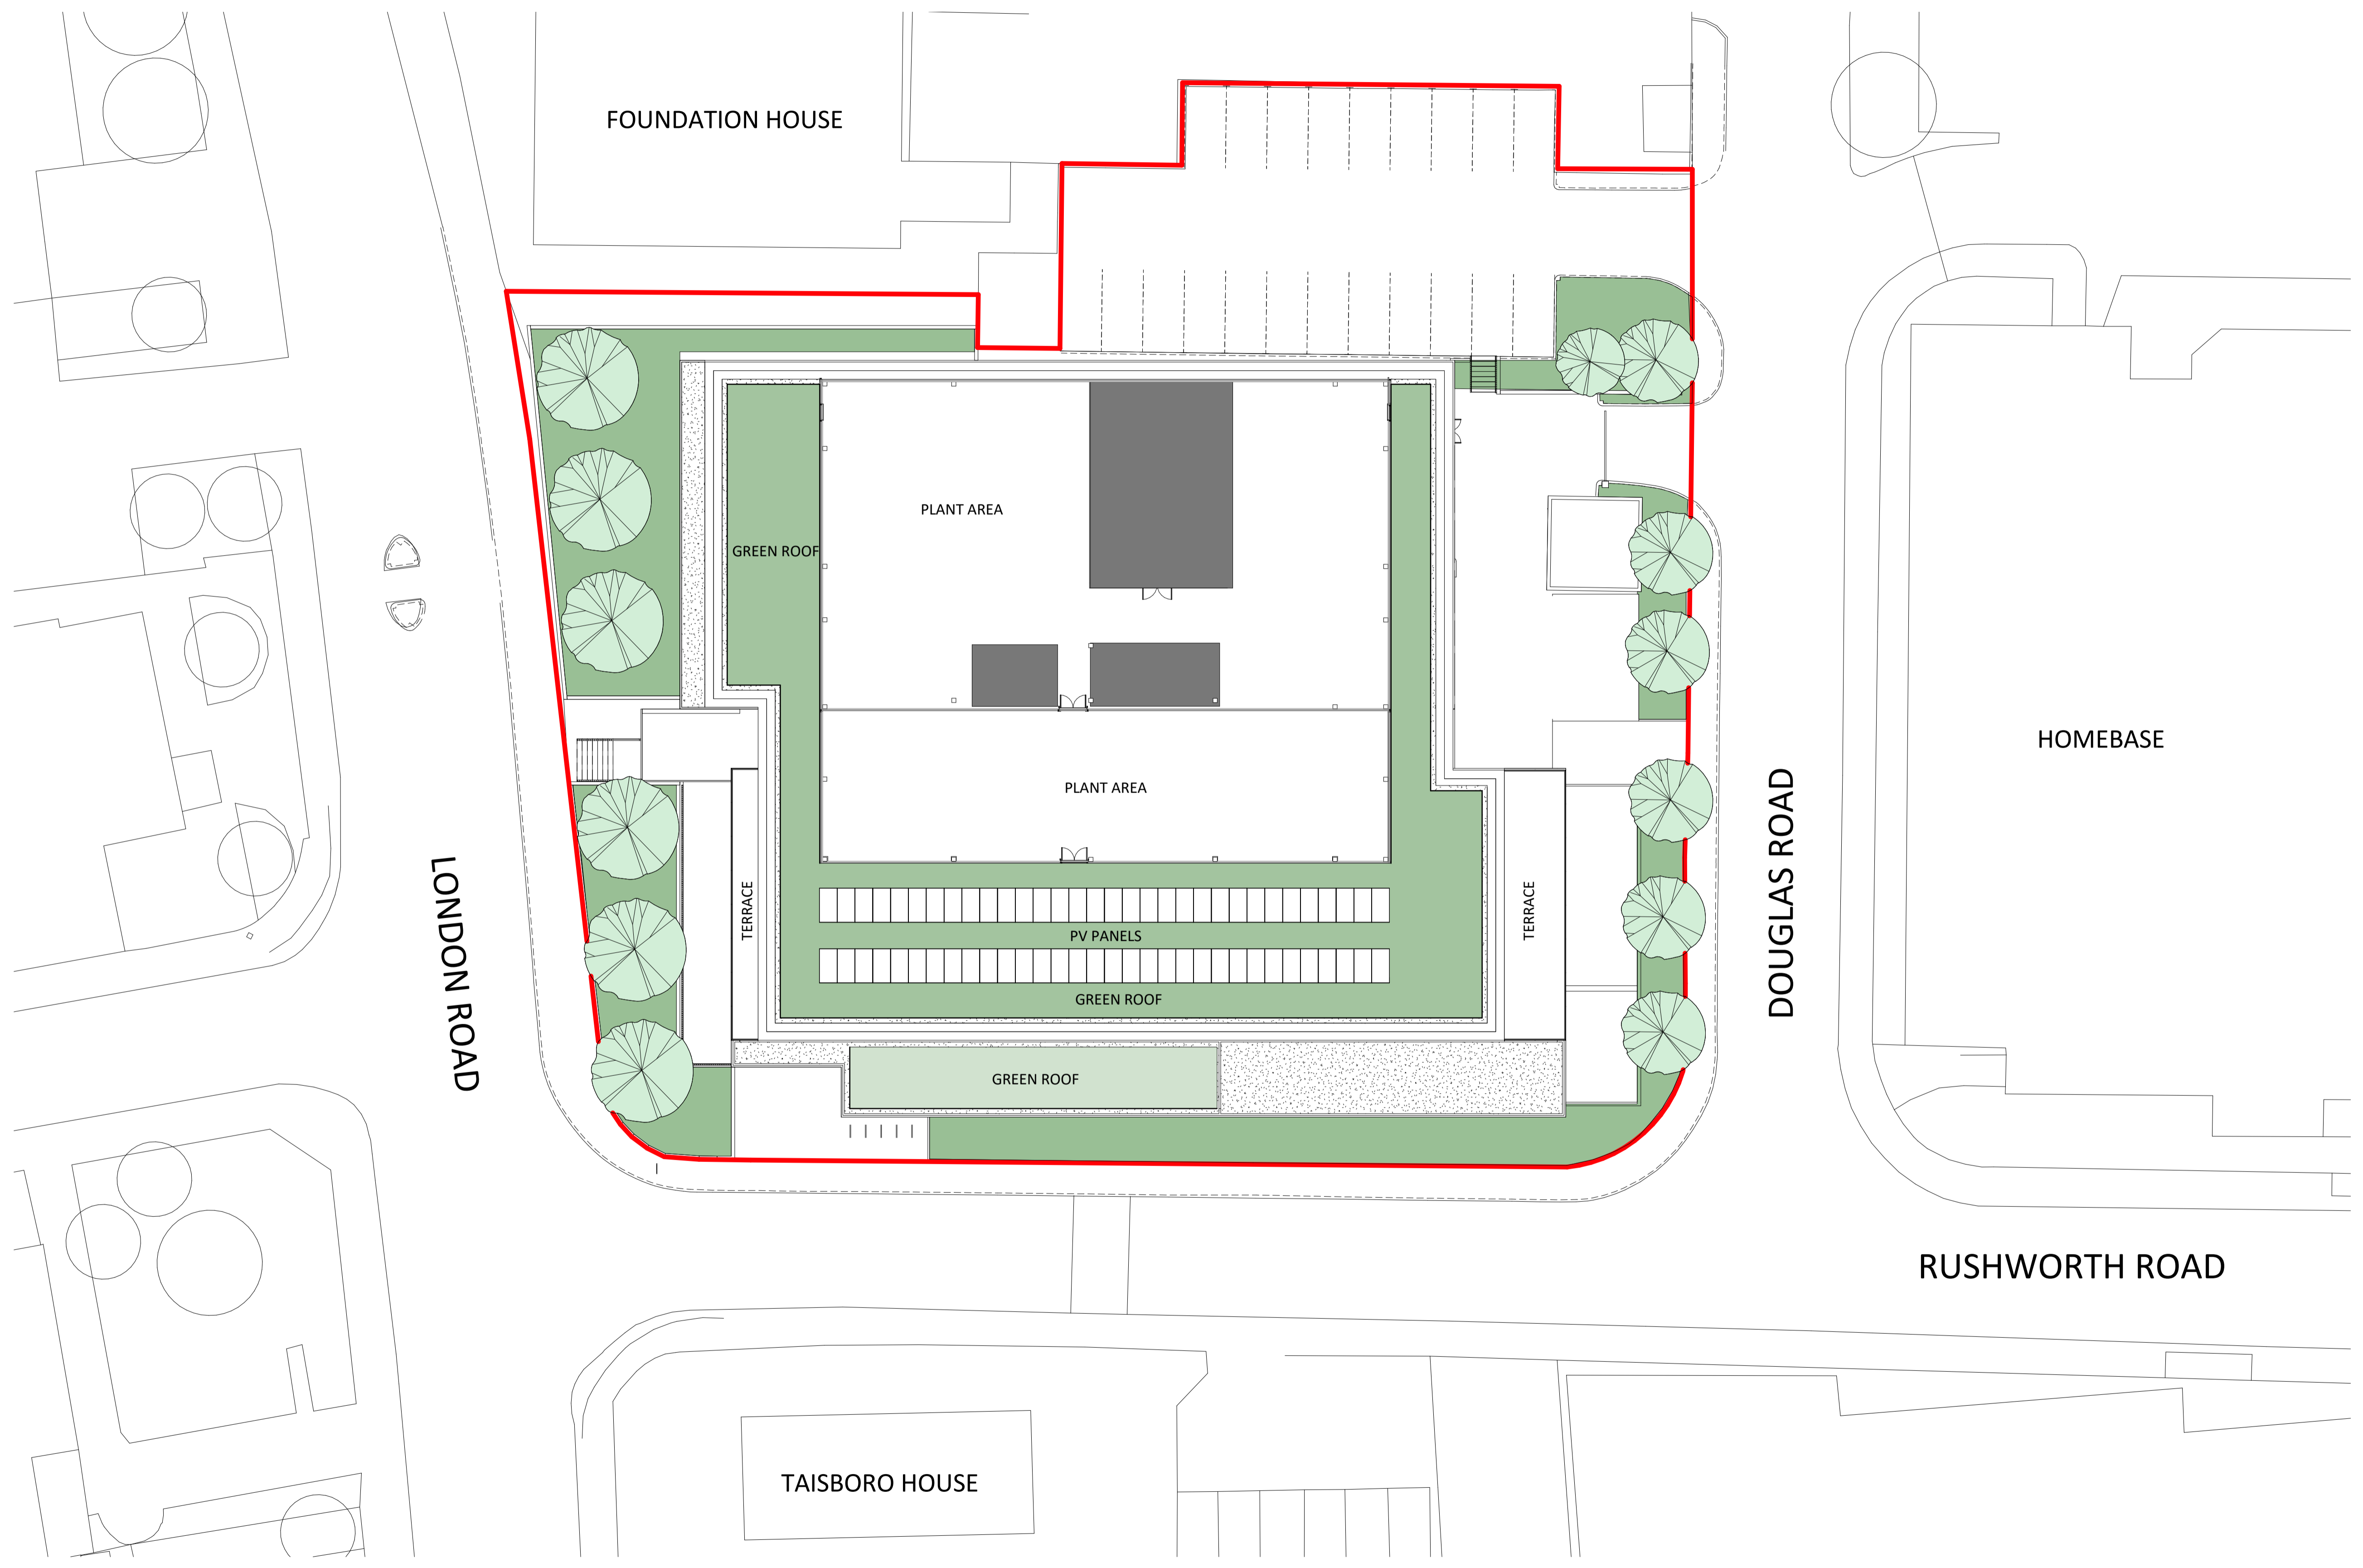 FOUNDATION HOUSE
PLANT AREA
GREEN ROOF
HOMEBASE
PLANT AREA
LONDON ROAD
TERRACE
PV PANELS
TERRACE
DOUGLAS ROAD
GREEN ROOF
GREEN ROOF
RUSHWORTH ROAD
TAISBORO HOUSE